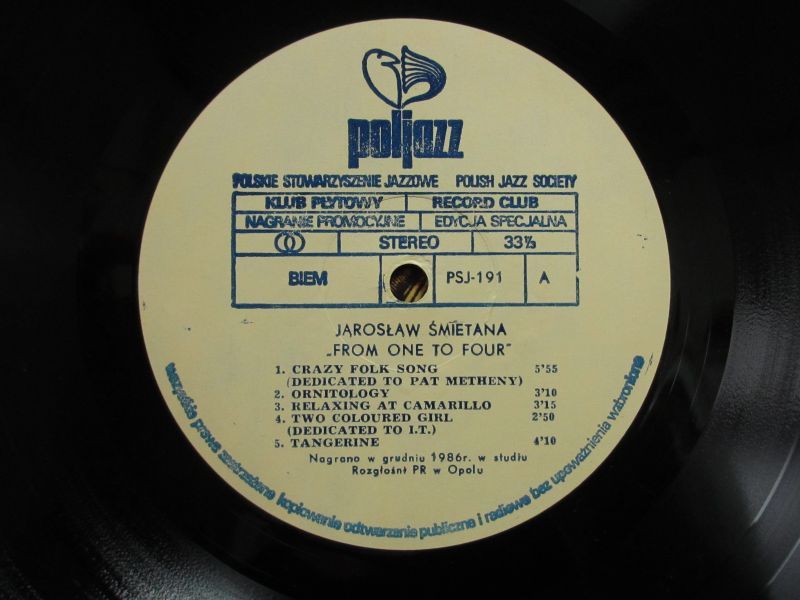 poljazz
POLSKIE STOWARZYSZENIE JAZZOWE POLISH JAZZ SOCIETY
KLUB PŁYTOWY RECORD CLUB
NAGRANIE PROMOCYJNE EDYCJA SPECJALNA
STEREO 33⅓
BIEM PSJ-191 A
JAROSŁAW ŚMIETANA
„FROM ONE TO FOUR"
1. CRAZY FOLK SONG 5'55
(DEDICATED TO PAT METHENY)
2. ORNITOLOGY 3'10
3. RELAXING AT CAMARILLO 3'15
4. TWO COLOURED GIRL 2'50
(DEDICATED TO I.T.)
5. TANGERINE 4'10
Nagrano w grudniu 1986r. w studiu
Rozgłośni PR w Opolu
wszystkie prawa zastrzeżone kopiowanie odtwarzanie publiczne i radiowe bez upoważnienia wzbronione